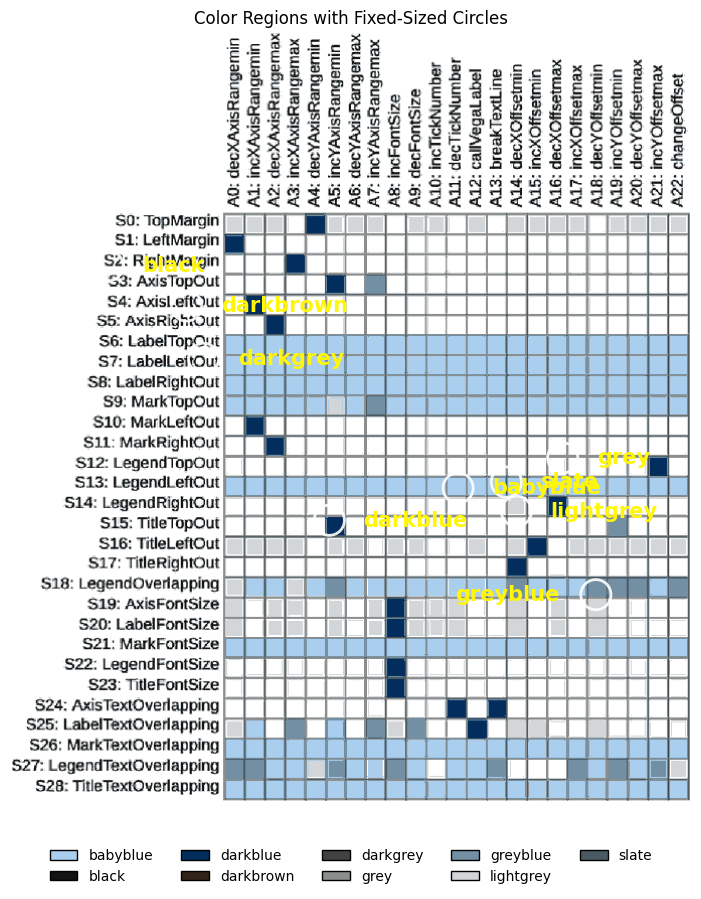 Color Regions with Fixed-Sized Circles
A0: decXAxisRangemin
A1: incXAxisRangemin
A2: decXAxisRangemax
A3: incXAxisRangemax
A4: decYAxisRangemin
A5: incYAxisRangemin
A6: decYAxisRangemax
A7: incYAxisRangemax
A8: incFontSize
A9: decFontSize
A10: incTickNumber
A11: decTickNumber
A12: callVegaLabel
A13: breakTextLine
A14: decXOffsetmin
A15: incXOffsetmin
A16: decXOffsetmax
A17: incXOffsetmax
A18: decYOffsetmin
A19: incYOffsetmin
A20: decYOffsetmax
A21: incYOffsetmax
A22: changeOffset
S0: TopMargin
S1: LeftMargin
S2: RightMargin
black
S3: AxisTopOut
S4: AxisLeftOut
darkbrown
S5: AxisRightOut
S6: LabelTopOut
S7: LabelLeftOut
darkgrey
S8: LabelRightOut
S9: MarkTopOut
S10: MarkLeftOut
S11: MarkRightOut
grey
S12: LegendTopOut
S13: LegendLeftOut
slate
babyblue
S14: LegendRightOut
lightgrey
S15: TitleTopOut
darkblue
S16: TitleLeftOut
S17: TitleRightOut
S18: LegendOverlapping
greyblue
S19: AxisFontSize
S20: LabelFontSize
S21: MarkFontSize
S22: LegendFontSize
S23: TitleFontSize
S24: AxisTextOverlapping
S25: LabelTextOverlapping
S26: MarkTextOverlapping
S27: LegendTextOverlapping
S28: TitleTextOverlapping
babyblue darkblue darkgrey greyblue slate
black darkbrown grey lightgrey